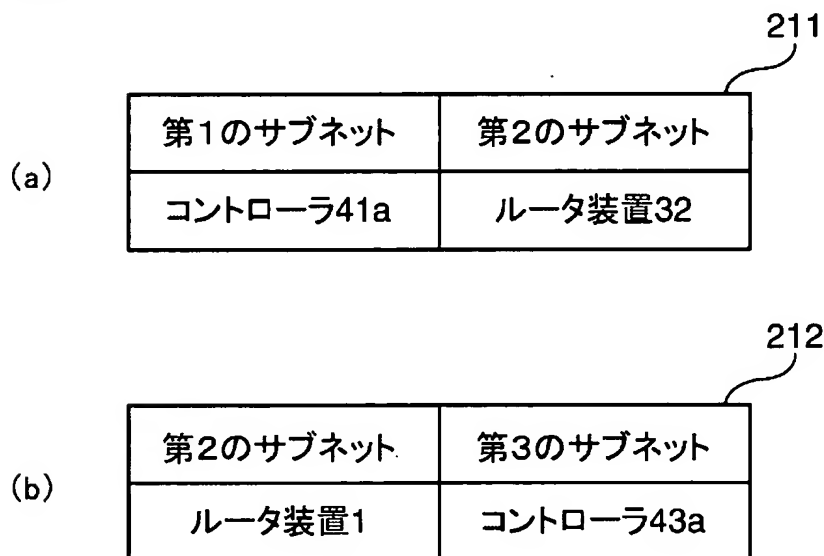 211
第1のサブネット 第2のサブネット
(a)
コントローラ41a ルータ装置32
212
第2のサブネット 第3のサブネット
(b)
ルータ装置1 コントローラ43a